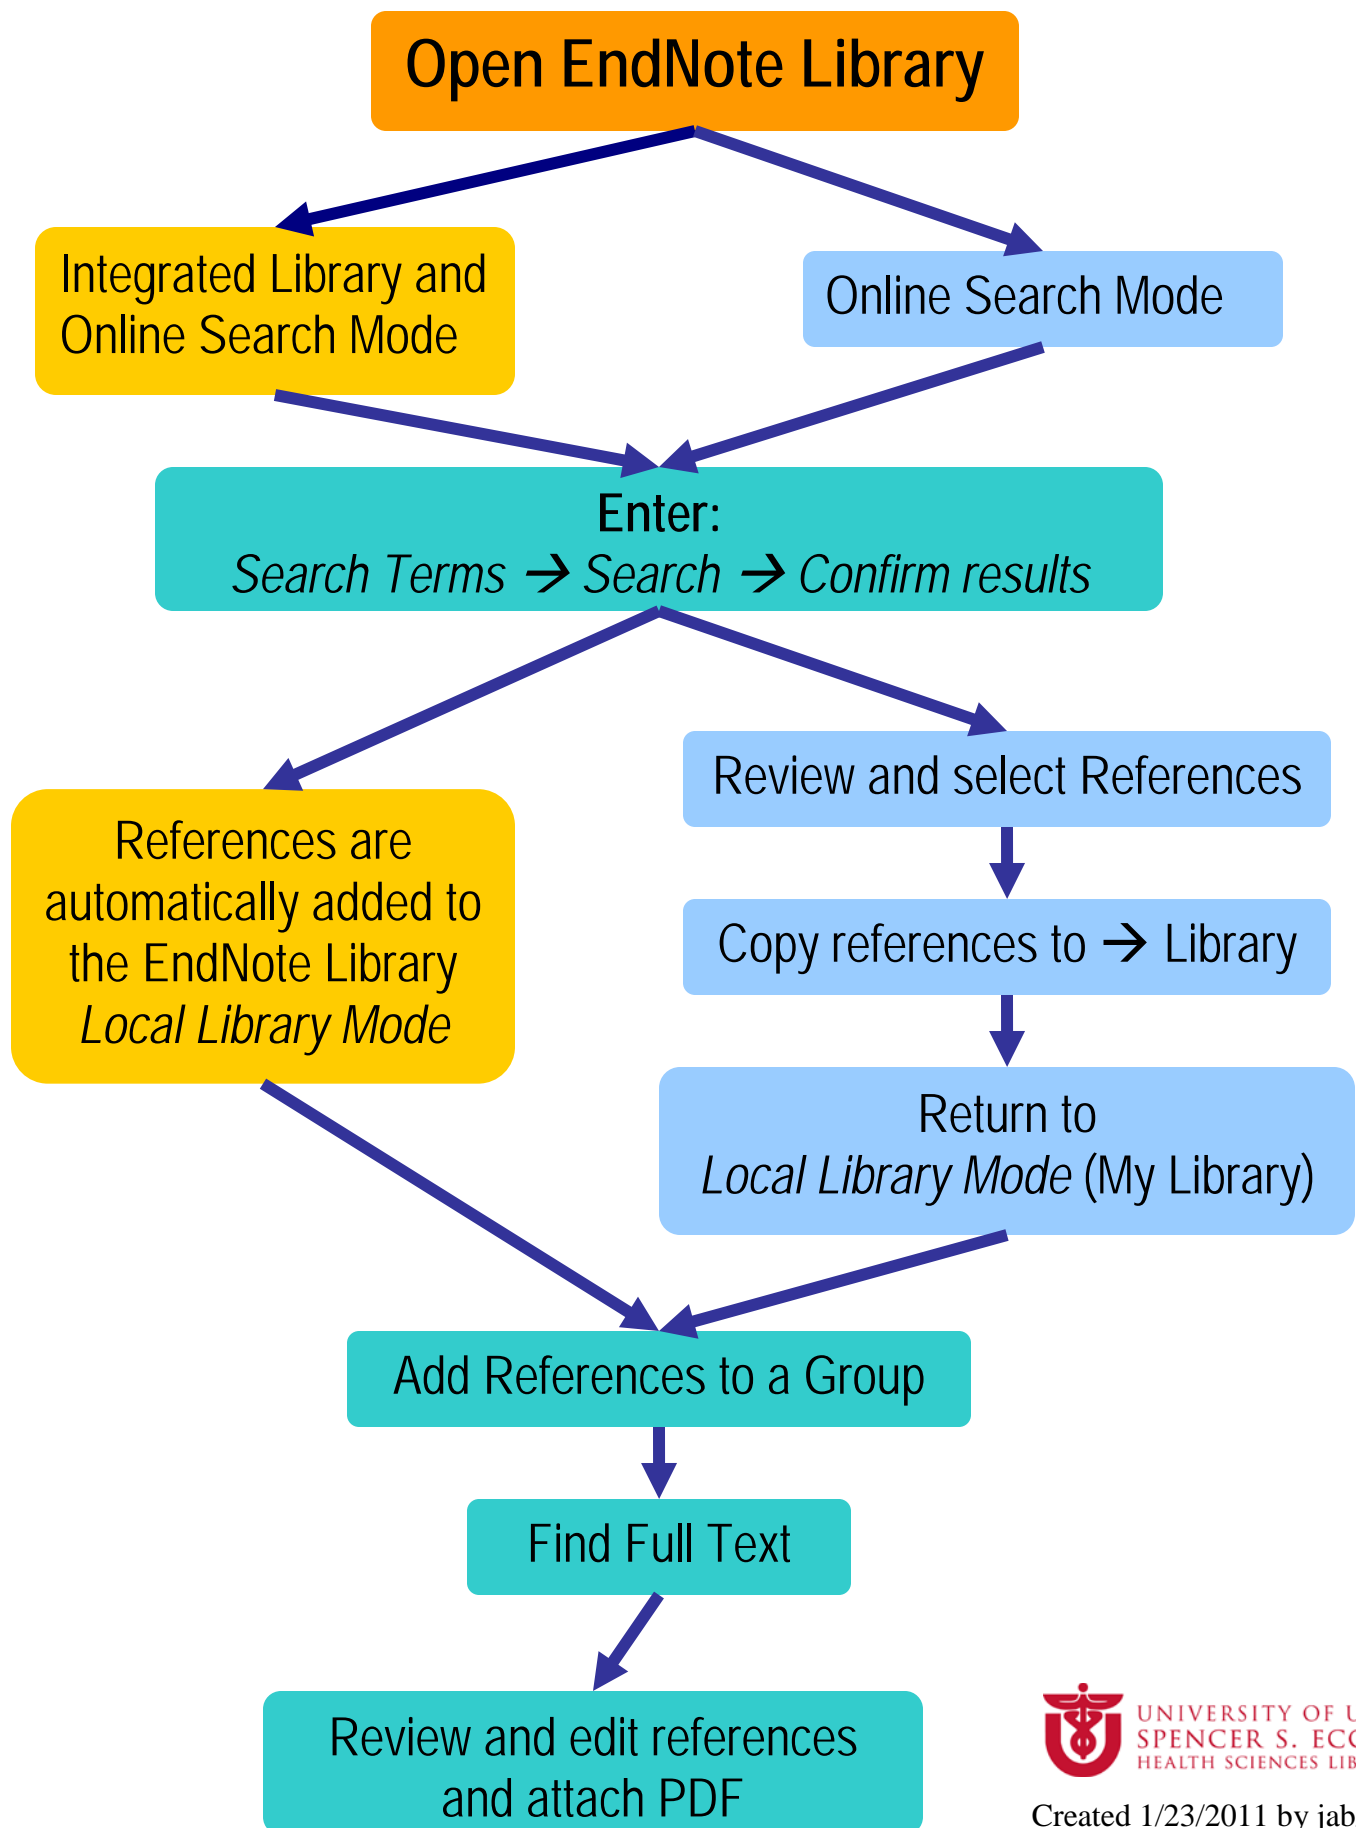 Open EndNote Library
Integrated Library and
Online Search Mode
Online Search Mode
Enter:
Search Terms → Search → Confirm results
References are
automatically added to
the EndNote Library
Local Library Mode
Review and select References
Copy references to → Library
Return to
Local Library Mode (My Library)
Add References to a Group
Find Full Text
Review and edit references
and attach PDF
UNIVERSITY OF
SPENCER S.
HEALTH SCIENCES
Created 1/23/2011 by jab